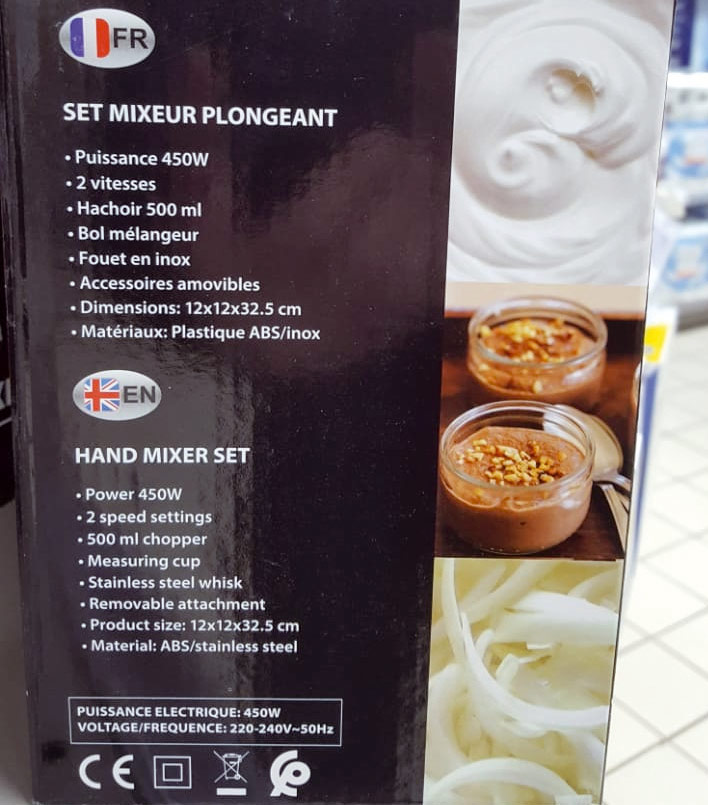 FR
SET MIXEUR PLONGEANT
• Puissance 450W
• 2 vitesses
• Hachoir 500 ml
• Bol mélangeur
• Fouet en inox
• Accessoires amovibles
• Dimensions: 12x12x32.5 cm
• Matériaux: Plastique ABS/inox
EN
HAND MIXER SET
• Power 450W
• 2 speed settings
• 500 ml chopper
• Measuring cup
• Stainless steel whisk
• Removable attachment
• Product size: 12x12x32.5 cm
• Material: ABS/stainless steel
PUISSANCE ELECTRIQUE: 450W
VOLTAGE/FREQUENCE: 220-240V~50Hz
CE